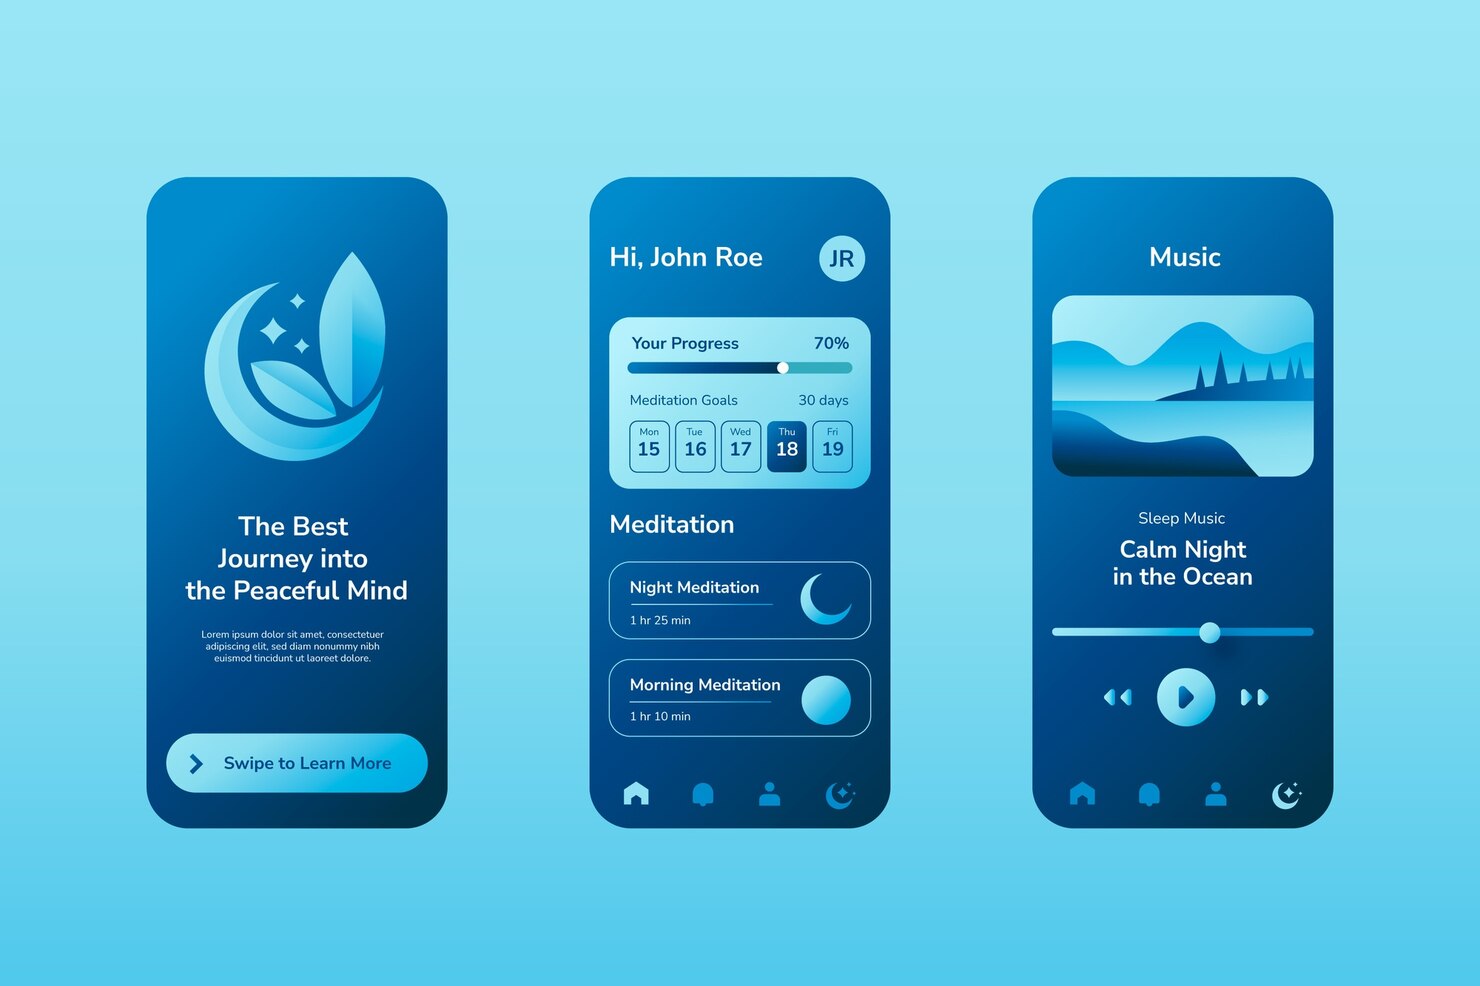 The Best
Journey into
the Peaceful Mind
Lorem ipsum dolor sit amet, consectetuer
adipiscing elit, sed diam nonummy nibh
euismod tincidunt ut laoreet dolore.
Swipe to Learn More
Hi, John Roe
JR
Your Progress 70%
Meditation Goals 30 days
Mon Tue Wed Thu Fri
15 16 17 18 19
Meditation
Night Meditation
1 hr 25 min
Morning Meditation
1 hr 10 min
Music
Sleep Music
Calm Night
in the Ocean